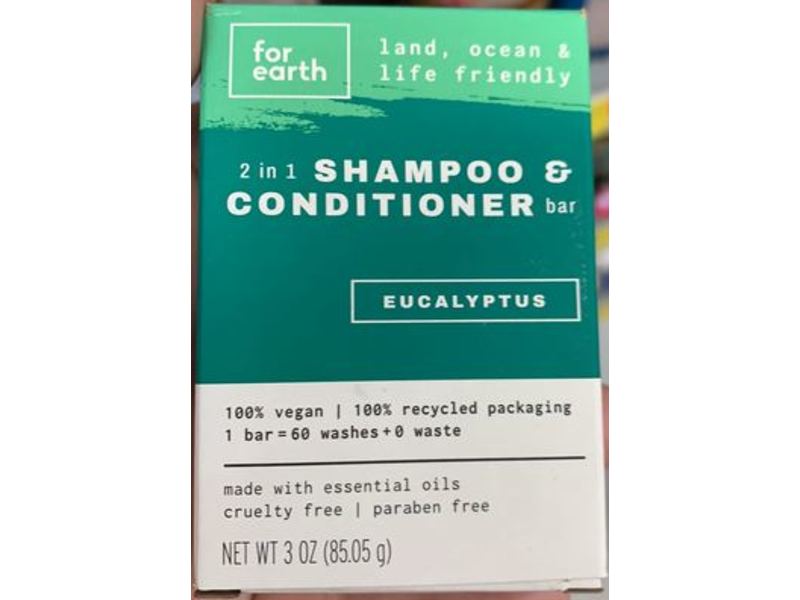 for
earth
land, ocean &
life friendly
2 in 1 SHAMPOO &
CONDITIONER bar
EUCALYPTUS
100% vegan | 100% recycled packaging
1 bar=60 washes+0 waste
made with essential oils
cruelty free | paraben free
NET WT 3 OZ (85.05 g)